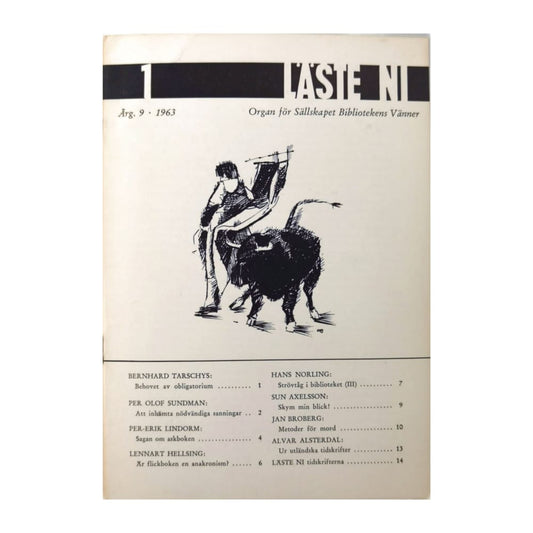 1 LÄSTE NI
Årg. 9 · 1963 Organ för Sällskapet Bibliotekens Vänner
BERNHARD TARSCHYS:
Behovet av obligatorium .......... 1
PER OLOF SUNDMAN:
Att inhämta nödvändiga sanningar .. 2
PER-ERIK LINDORM:
Sagan om askboken ............... 4
LENNART HELLSING:
Är flickboken en anakronism? ...... 6
HANS NORLING:
Strövtåg i biblioteket (III) .......... 7
SUN AXELSSON:
Skym min blick! .................. 9
JAN BROBERG:
Metoder för mord ................ 10
ALVAR ALSTERDAL:
Ur utländska tidskrifter ............ 13
LÄSTE NI tidskrifterna ............. 14